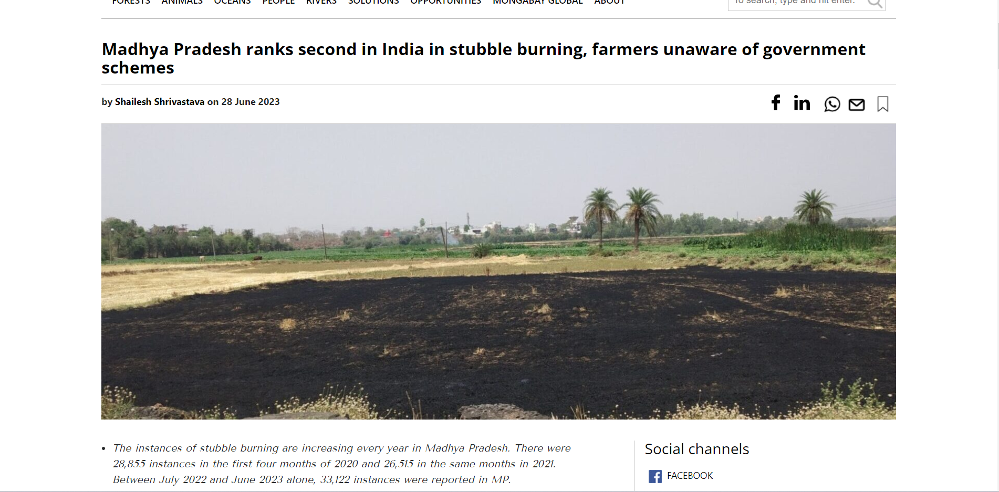 FORESTS ANIMALS OCEANS PEOPLE RIVERS SOLUTIONS OPPORTUNITIES MONGABAY GLOBAL ABOUT
To search, type and hit enter.
Madhya Pradesh ranks second in India in stubble burning, farmers unaware of government
schemes
by Shailesh Shrivastava on 28 June 2023
• The instances of stubble burning are increasing every year in Madhya Pradesh. There were
28,855 instances in the first four months of 2020 and 26,515 in the same months in 2021.
Between July 2022 and June 2023 alone, 33,122 instances were reported in MP.
Social channels
FACEBOOK